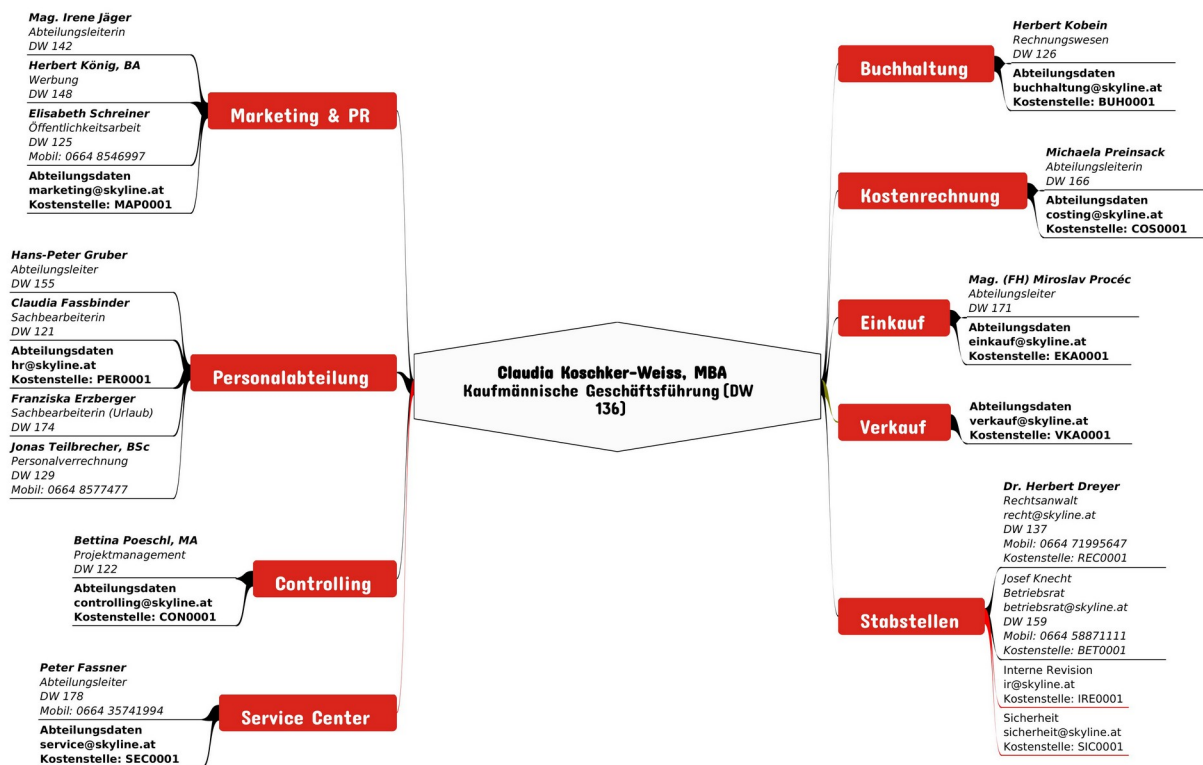 Mag. Irene Jäger
Abteilungsleiterin
DW 142
Herbert König, BA
Werbung
DW 148
Elisabeth Schreiner
Öffentlichkeitsarbeit
DW 125
Mobil: 0664 8546997
Abteilungsdaten
marketing@skyline.at
Kostenstelle: MAP0001
Marketing & PR
Hans-Peter Gruber
Abteilungsleiter
DW 155
Claudia Fassbinder
Sachbearbeiterin
DW 121
Abteilungsdaten
hr@skyline.at
Kostenstelle: PER0001
Franziska Erzberger
Sachbearbeiterin (Urlaub)
DW 174
Jonas Teilbrecher, BSc
Personalverrechnung
DW 129
Mobil: 0664 8577477
Personalabteilung
Bettina Poeschl, MA
Projektmanagement
DW 122
Abteilungsdaten
controlling@skyline.at
Kostenstelle: CON0001
Controlling
Peter Fassner
Abteilungsleiter
DW 178
Mobil: 0664 35741994
Abteilungsdaten
service@skyline.at
Kostenstelle: SEC0001
Service Center
Claudia Koschker-Weiss, MBA
Kaufmännische Geschäftsführung (DW
136)
Buchhaltung
Herbert Kobein
Rechnungswesen
DW 126
Abteilungsdaten
buchhaltung@skyline.at
Kostenstelle: BUH0001
Kostenrechnung
Michaela Preinsack
Abteilungsleiterin
DW 166
Abteilungsdaten
costing@skyline.at
Kostenstelle: COS0001
Einkauf
Mag. (FH) Miroslav Procéc
Abteilungsleiter
DW 171
Abteilungsdaten
einkauf@skyline.at
Kostenstelle: EKA0001
Verkauf
Abteilungsdaten
verkauf@skyline.at
Kostenstelle: VKA0001
Stabstellen
Dr. Herbert Dreyer
Rechtsanwalt
recht@skyline.at
DW 137
Mobil: 0664 71995647
Kostenstelle: REC0001
Josef Knecht
Betriebsrat
betriebsrat@skyline.at
DW 159
Mobil: 0664 58871111
Kostenstelle: BET0001
Interne Revision
ir@skyline.at
Kostenstelle: IRE0001
Sicherheit
sicherheit@skyline.at
Kostenstelle: SIC0001